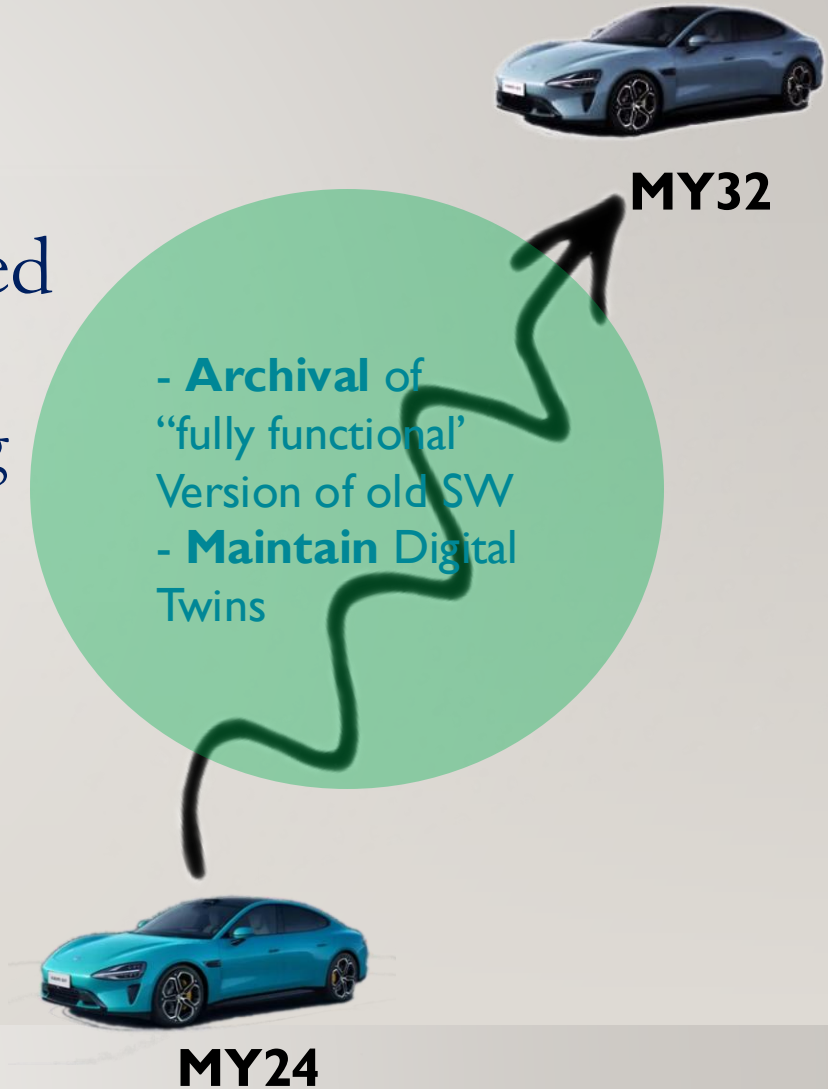 MY32
ed
g
- Archival of
“fully functional’
Version of old SW
- Maintain Digital
Twins
MY24